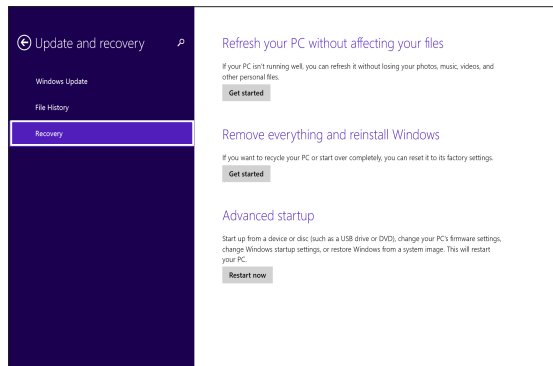 Update and recovery
Windows Update
File History
Recovery
Refresh your PC without affecting your files
If your PC isn't running well, you can refresh it without losing your photos, music, videos, and
other personal files.
Get started
Remove everything and reinstall Windows
If you want to recycle your PC or start over completely, you can reset it to its factory settings.
Get started
Advanced startup
Start up from a device or disc (such as a USB drive or DVD), change your PC's firmware settings,
change Windows startup settings, or restore Windows from a system image. This will restart
your PC.
Restart now